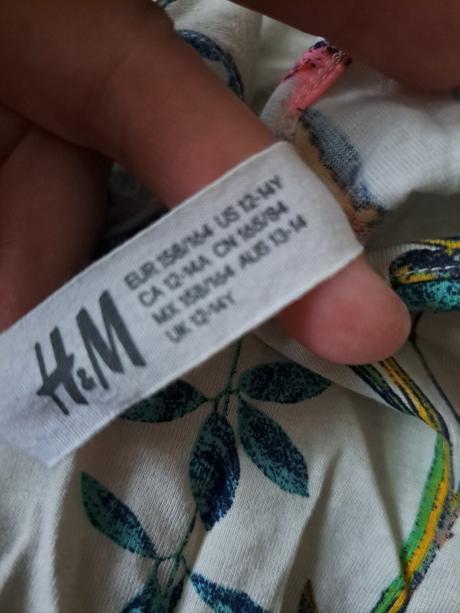 H&M
EUR 158/164 US 12-14Y
CA 12-14A CN 165/84
MX 158/164 AUS 13-14
UK 12-14Y